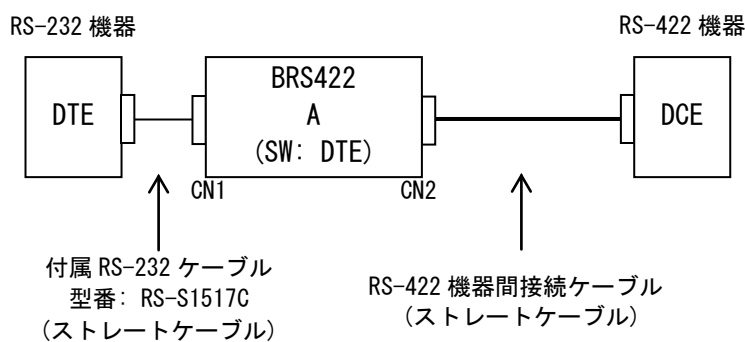 RS-232 機器
RS-422 機器
DTE
BRS422
A
(SW: DTE)
DCE
CN1
CN2
付属 RS-232 ケーブル
型番: RS-S1517C
(ストレートケーブル)
RS-422 機器間接続ケーブル
(ストレートケーブル)